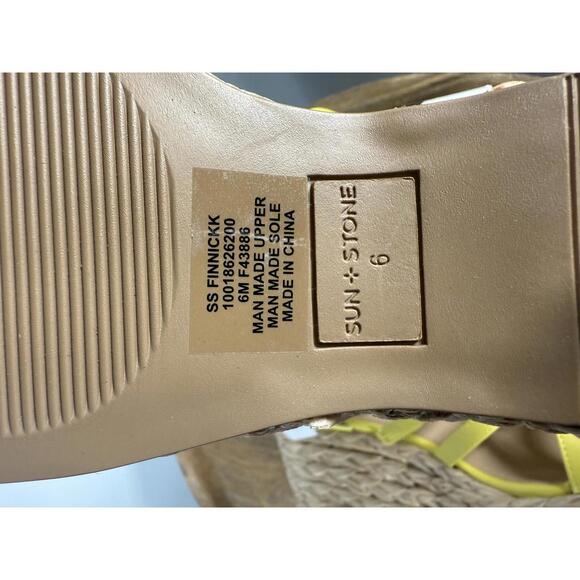 SS FINNICKK
10018626200
6M F43886
MAN MADE UPPER
MAN MADE SOLE
MADE IN CHINA
SUN + STONE
6